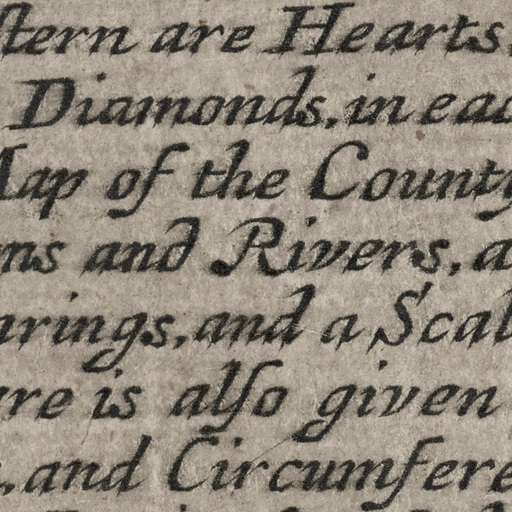 ſtern are Hearts,
Diamonds, in eac
Map of the County
ns and Rivers, a
arings, and a Scal
re is alſo given
, and Circumfere